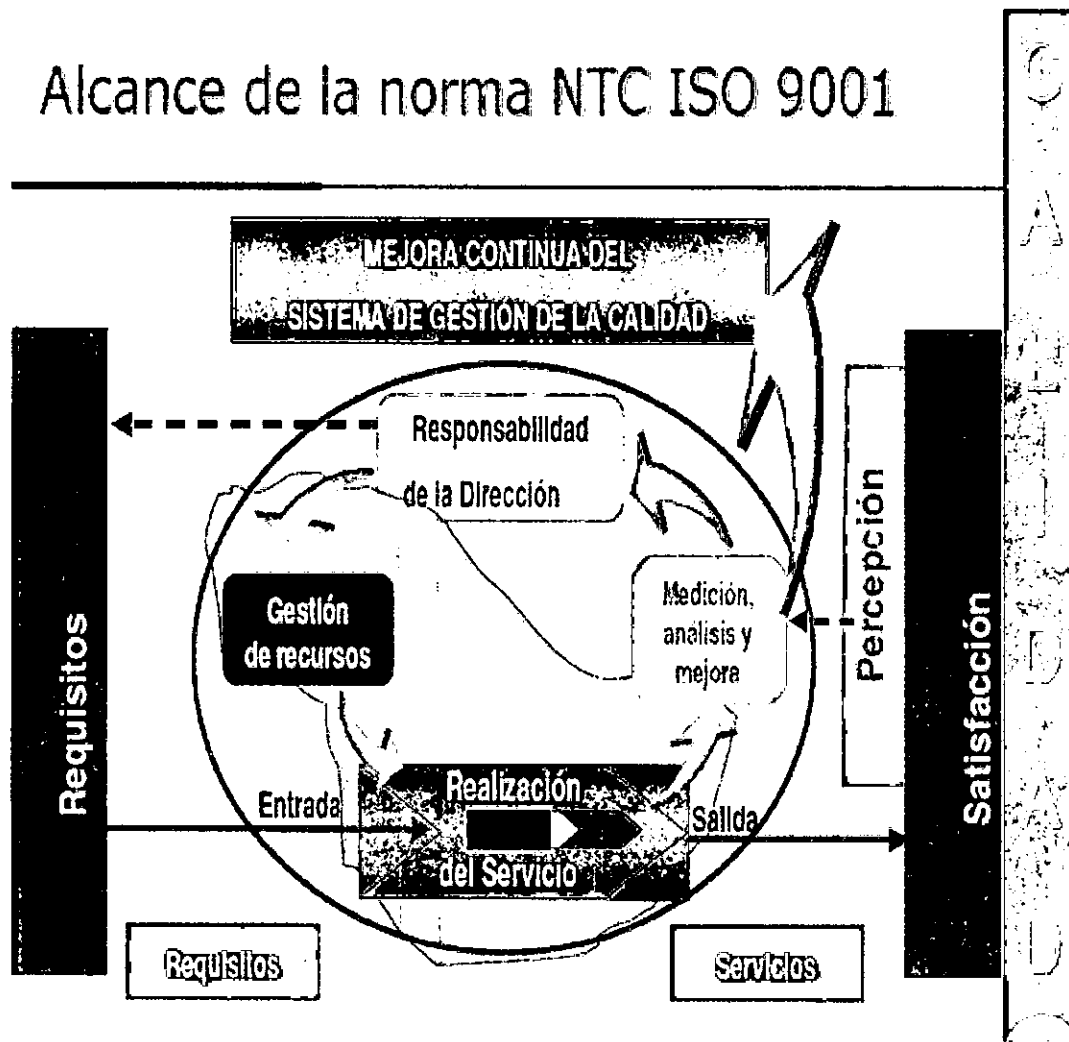 Alcance de la norma NTC ISO 9001
MEJORA CONTINUA DEL
SISTEMA DE GESTIÓN DE LA CALIDAD
Responsabilidad
de la Dirección
Gestión
de recursos
Medición,
análisis y
mejora
Percepción
Requisitos
Satisfacción
Entrada
Realización
del Servicio
Salida
Requisitos
Servicios